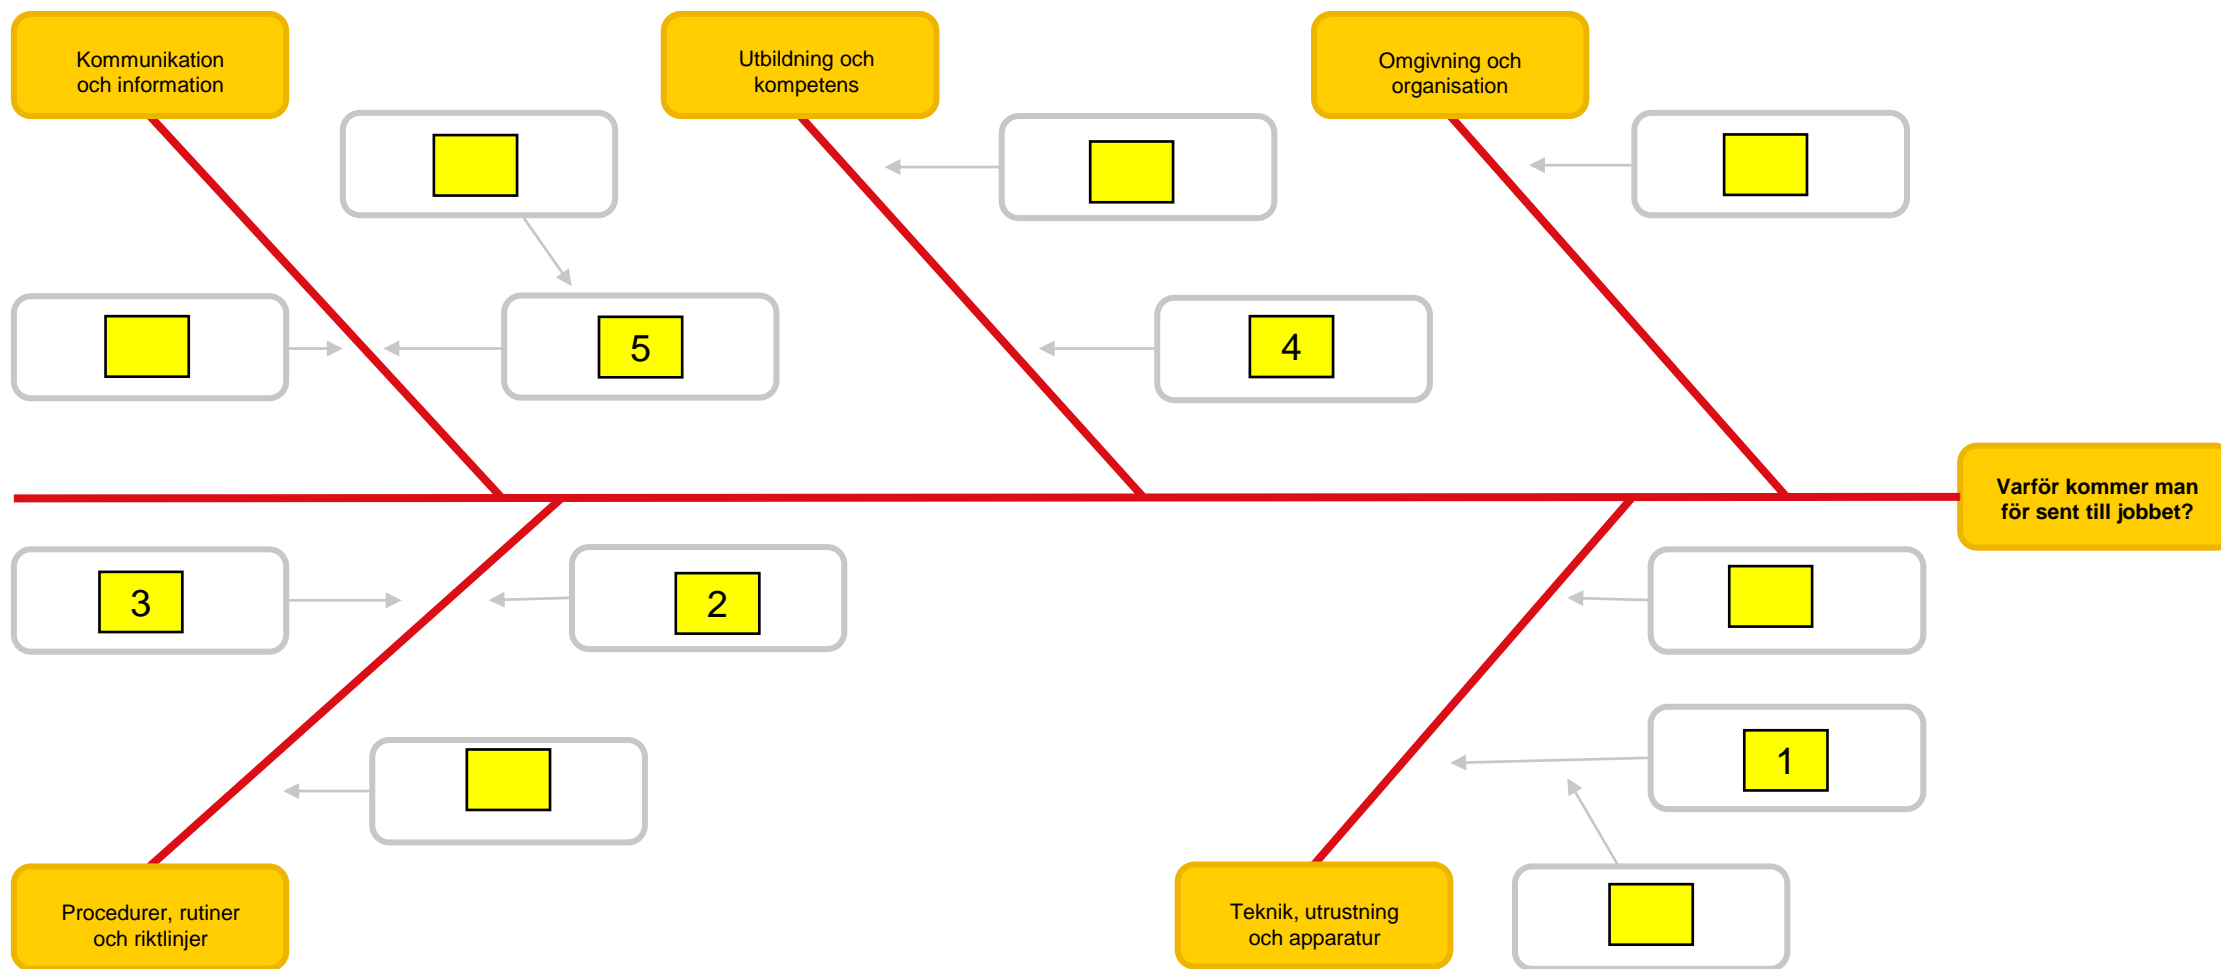 Kommunikation
och information
Utbildning och
kompetens
Omgivning och
organisation
5
4
Varför kommer man
för sent till jobbet?
3
2
1
Procedurer, rutiner
och riktlinjer
Teknik, utrustning
och apparatur